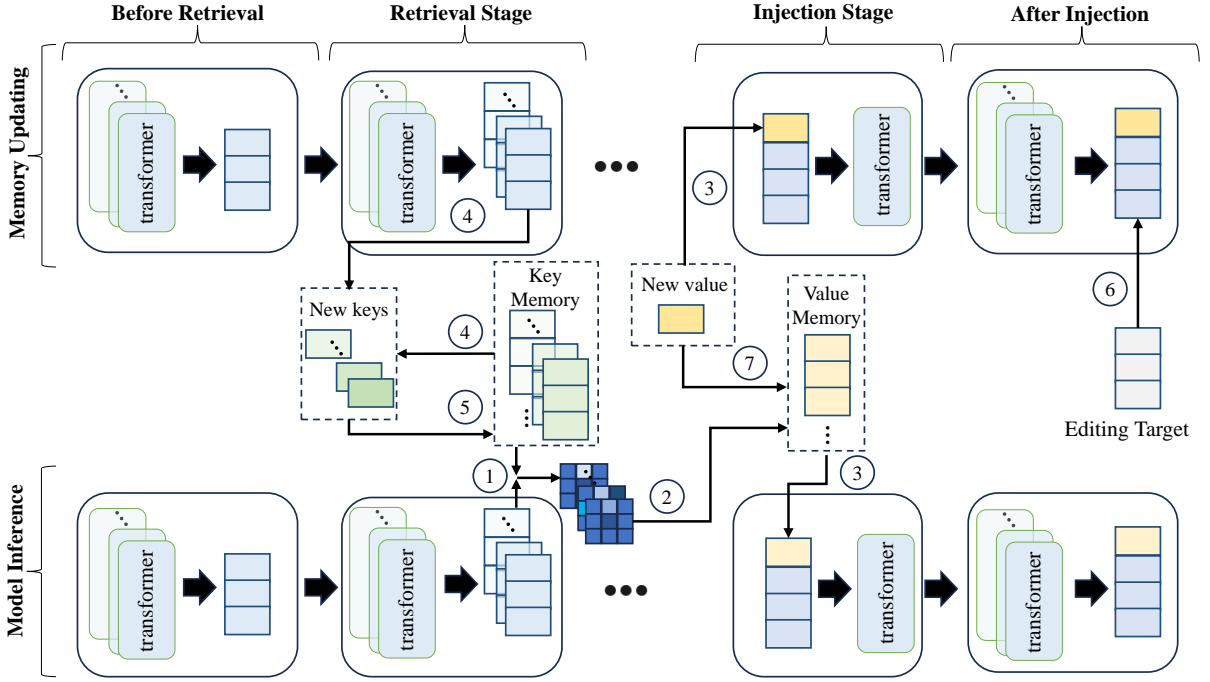 Before Retrieval
Retrieval Stage
Injection Stage
After Injection
Memory Updating
transformer
transformer
transformer
transformer
4
3
6
New keys
Key
Memory
New value
Value
Memory
4
7
5
Editing Target
1
2
3
Model Inference
transformer
transformer
transformer
transformer